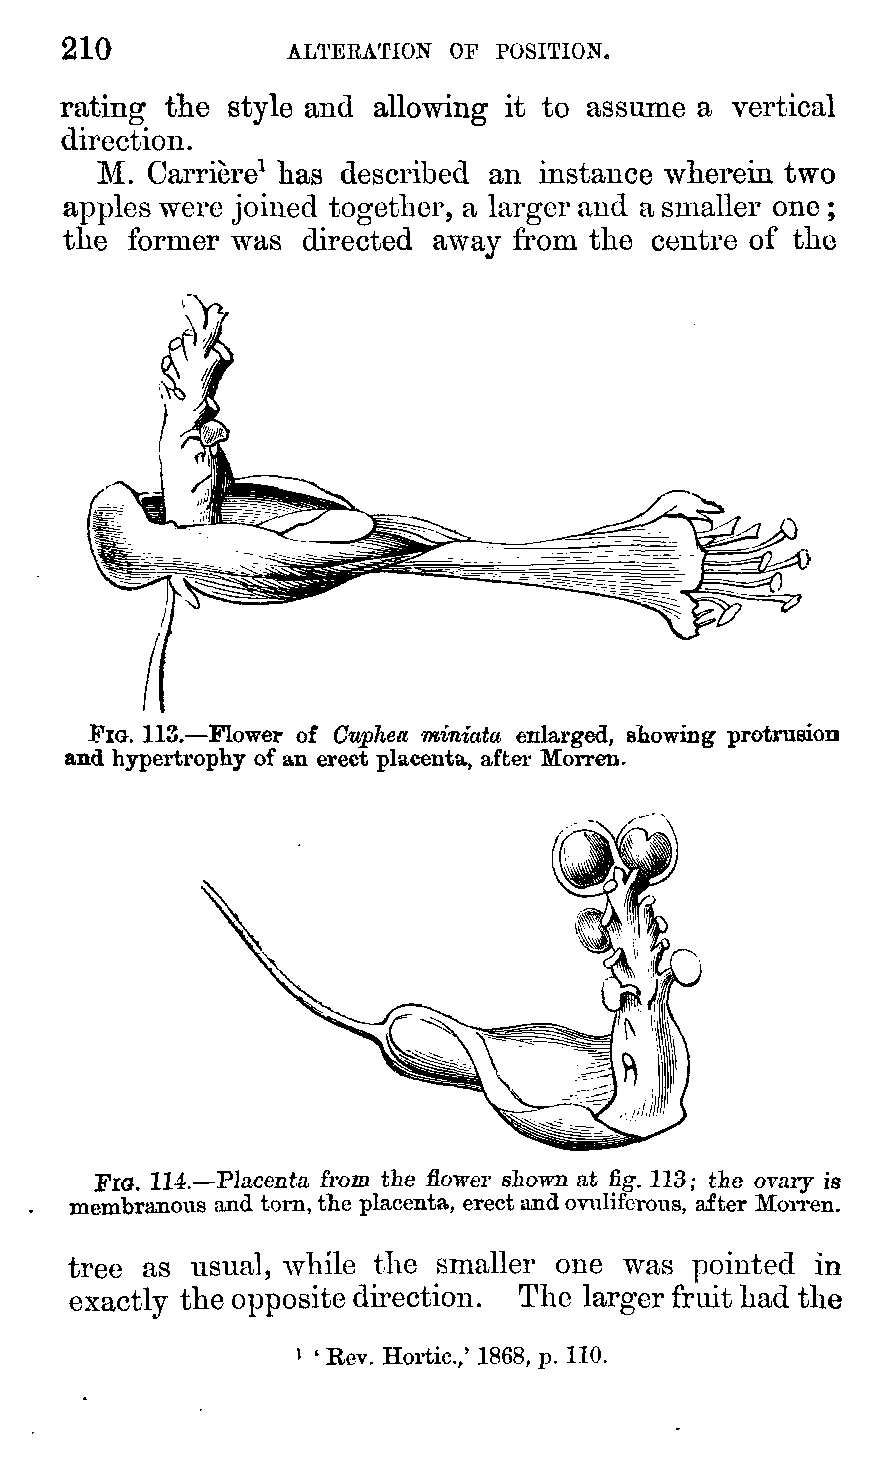 210 ALTERATION OF POSITION.
rating the style and allowing it to assume a vertical
direction.
M. Carrière¹ has described an instance wherein two
apples were joined together, a larger and a smaller one;
the former was directed away from the centre of the
FIG. 113.—Flower of Cuphea miniata enlarged, showing protrusion
and hypertrophy of an erect placenta, after Morren.
FIG. 114.—Placenta from the flower shown at fig. 113; the ovary is
membranous and torn, the placenta, erect and ovuliferous, after Morren.
tree as usual, while the smaller one was pointed in
exactly the opposite direction. The larger fruit had the
¹ ‘Rev. Hortic.,’ 1868, p. 110.